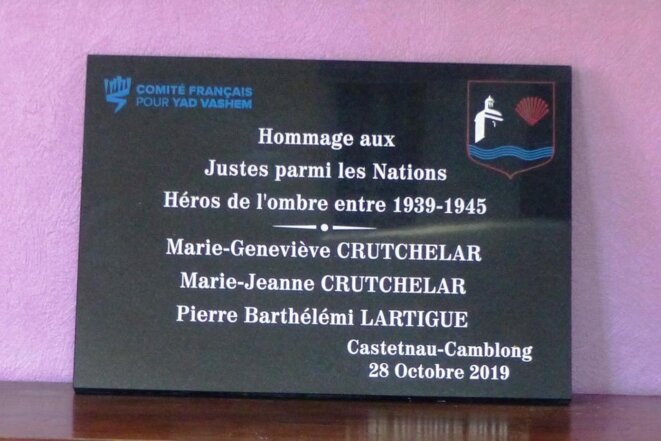 COMITÉ FRANÇAIS
POUR YAD VASHEM
Hommage aux
Justes parmi les Nations
Héros de l'ombre entre 1939-1945
Marie-Geneviève CRUTCHELAR
Marie-Jeanne CRUTCHELAR
Pierre Barthélémi LARTIGUE
Castetnau-Camblong
28 Octobre 2019